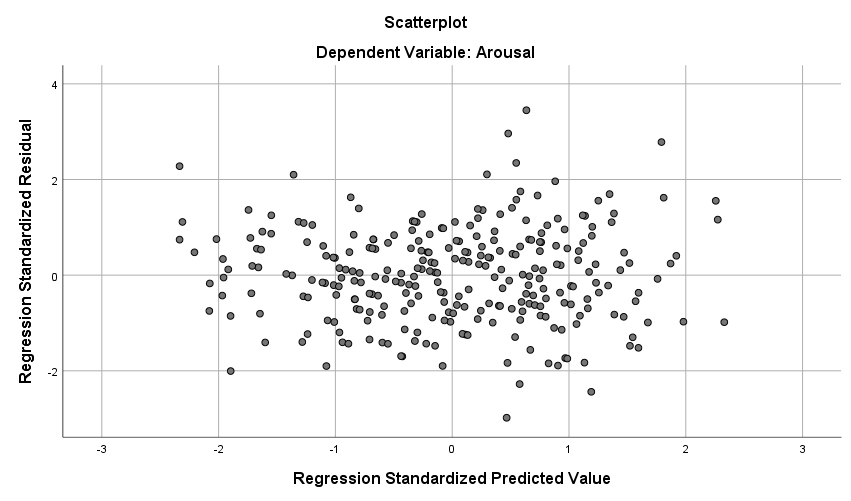 Scatterplot
Dependent Variable: Arousal
4
2
0
-2
Regression Standardized Residual
-3 -2 -1 0 1 2 3
Regression Standardized Predicted Value